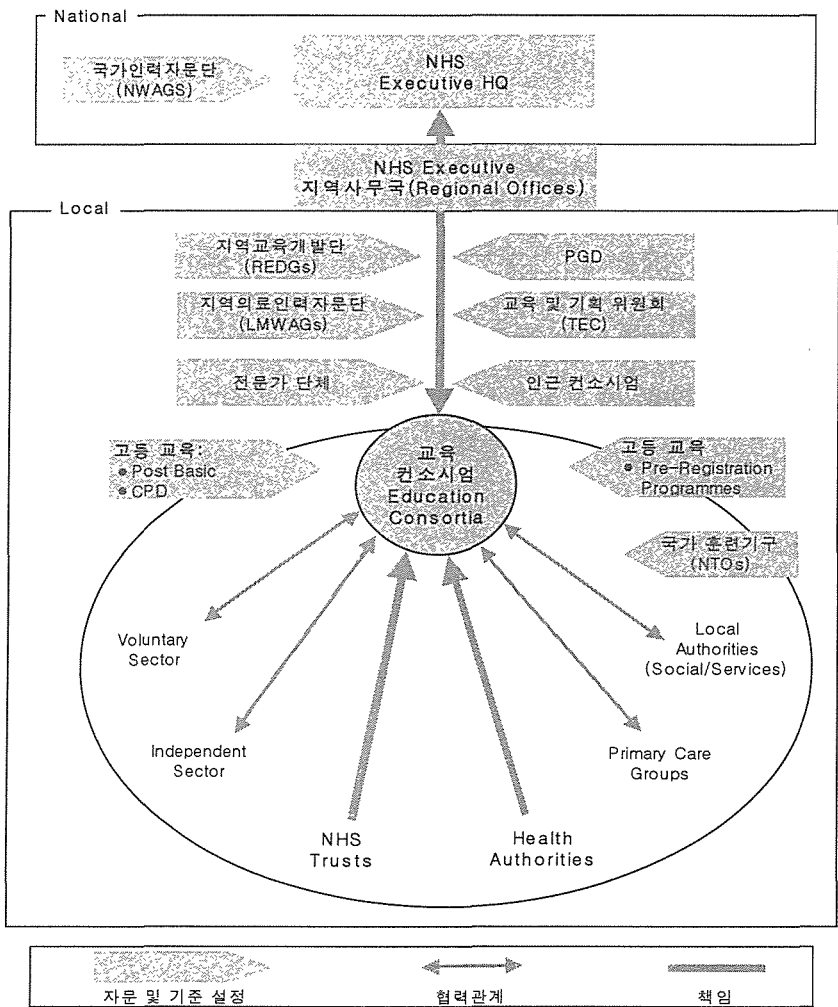 National
국가인력자문단
(NWAGS)
NHS
Executive HQ
NHS Executive
지역사무국(Regional Offices)
Local
지역교육개발단
(REDGs)
PGD
지역의료인력자문단
(LMWAGs)
교육 및 기획 위원회
(TEC)
전문가 단체
인근 컨소시엄
고등 교육:
● Post Basic
● CPD
교육
컨소시엄
Education
Consortia
고등 교육
● Pre-Registration
Programmes
국가 훈련기구
(NTOs)
Voluntary
Sector
Local
Authorities
(Social/Services)
Independent
Sector
Primary Care
Groups
NHS
Trusts
Health
Authorities
자문 및 기준 설정
협력관계
책임